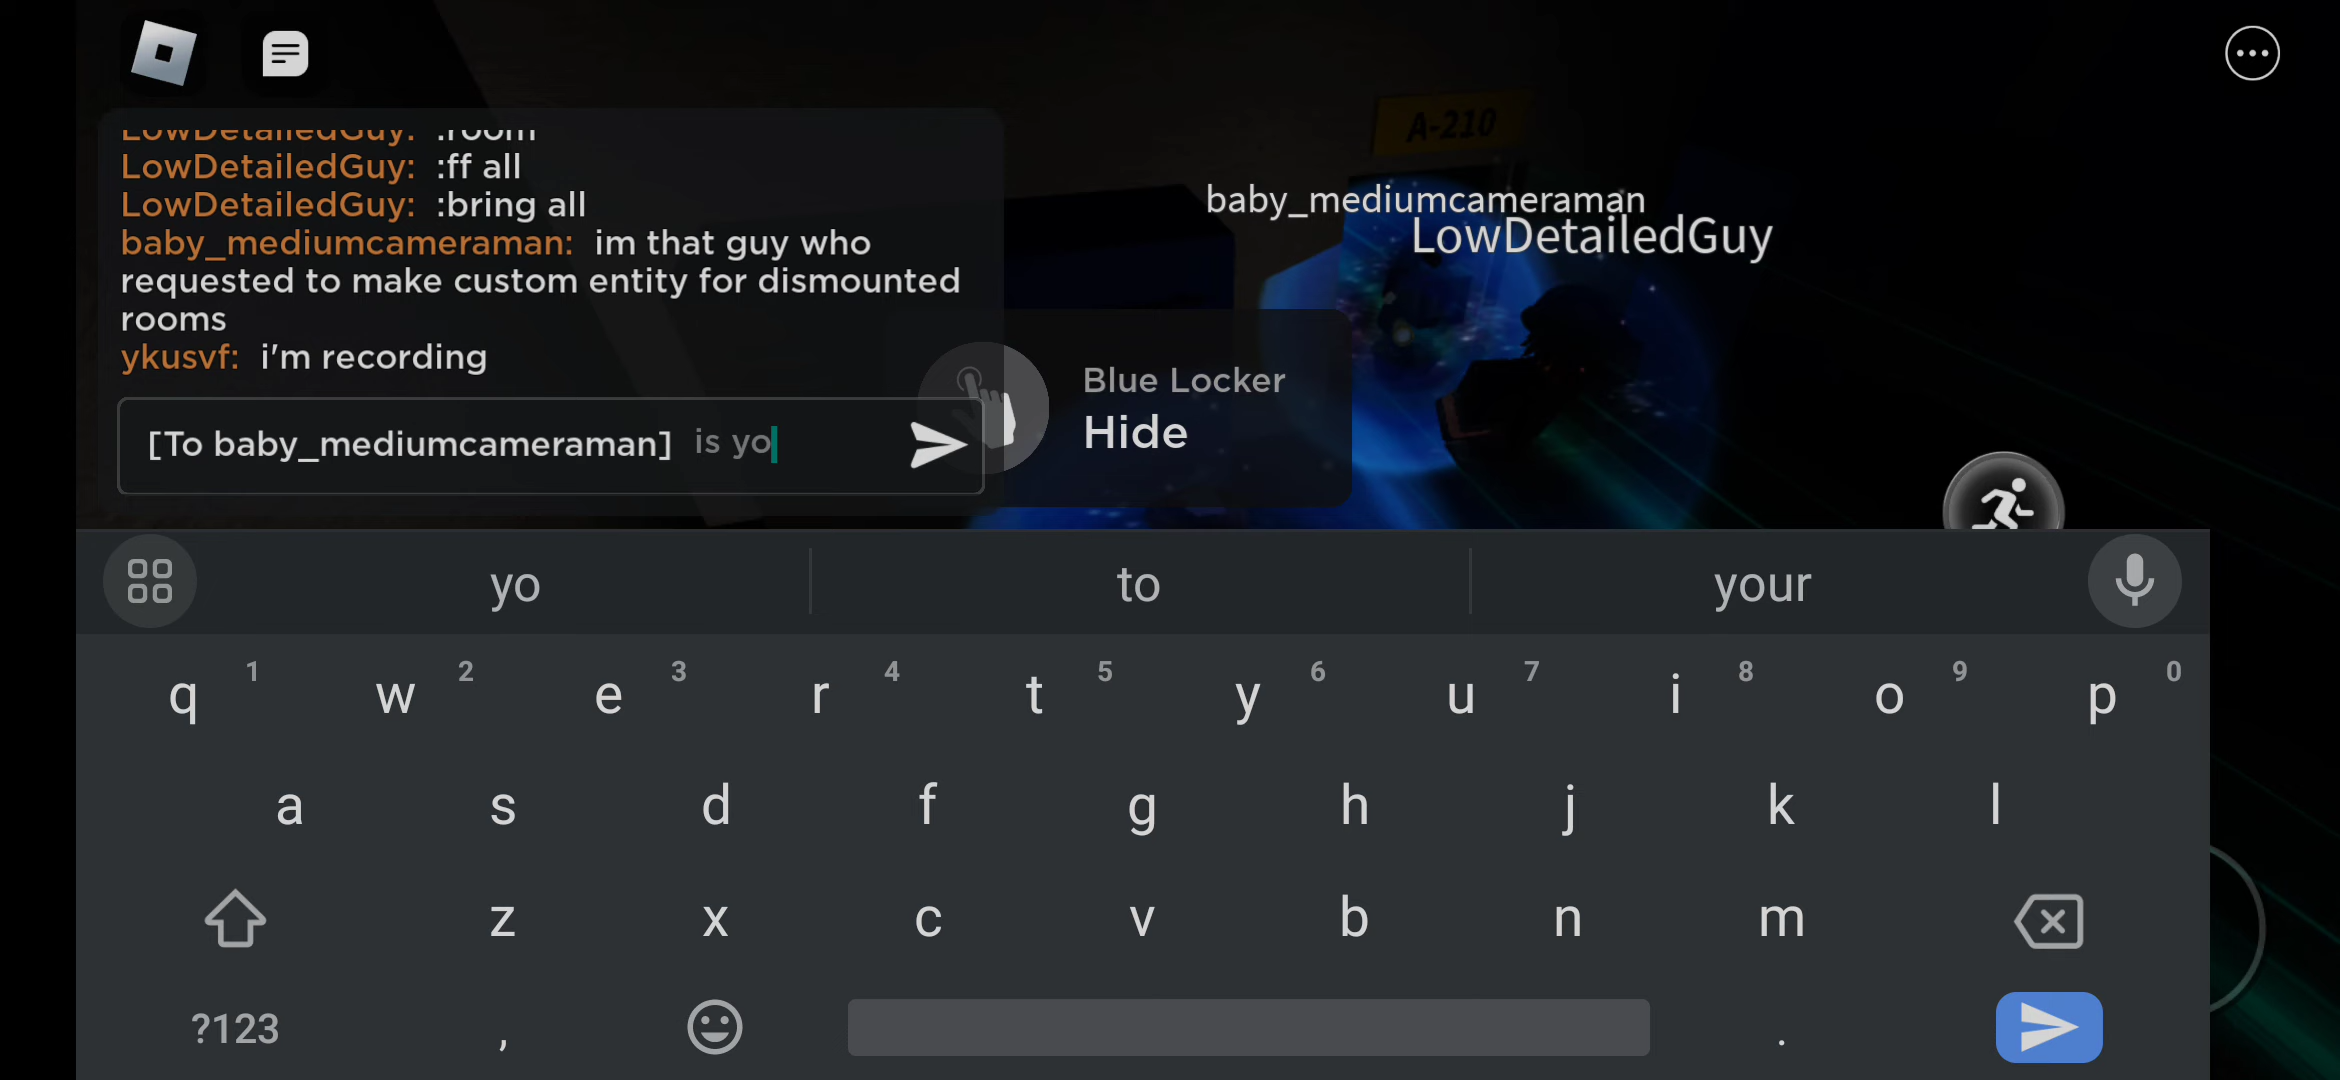 LowDetailedGuy: :room
LowDetailedGuy: :ff all
LowDetailedGuy: :bring all
baby_mediumcameraman: im that guy who
requested to make custom entity for dismounted
rooms
ykusvf: i'm recording
[To baby_mediumcameraman] is yo
A-210
baby_mediumcameraman
LowDetailedGuy
Blue Locker
Hide
yo to your
1 2 3 4 5 6 7 8 9 0
q w e r t y u i o p
a s d f g h j k l
z x c v b n m
?123 , .